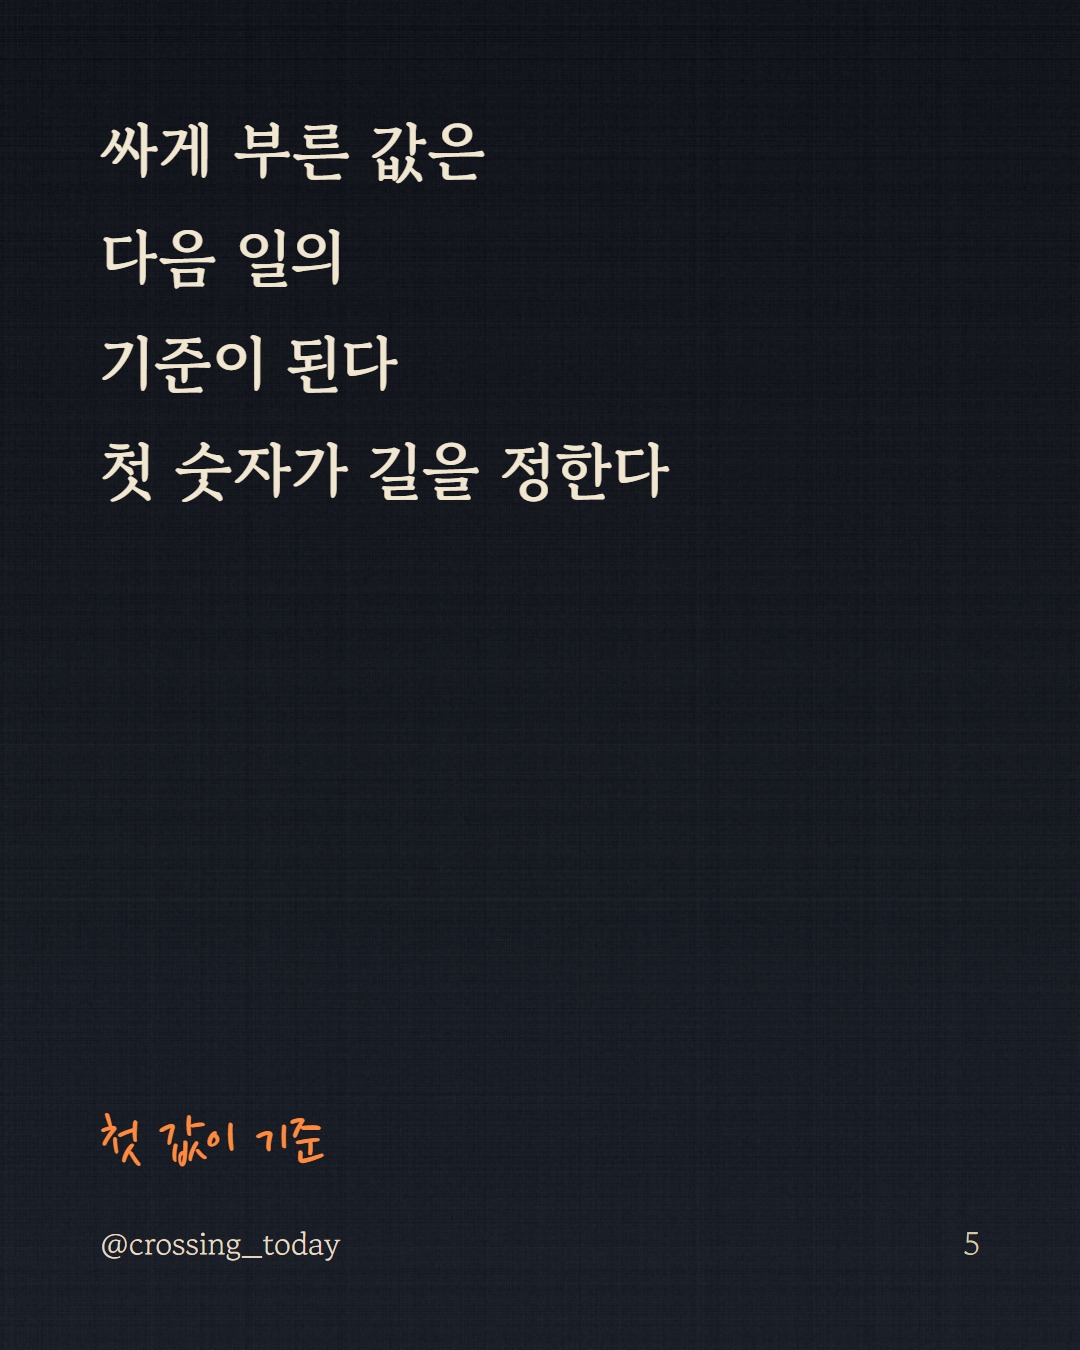 싸게 부른 값은
다음 일의
기준이 된다
첫 숫자가 길을 정한다
첫 값이 기준
@crossing_today
5